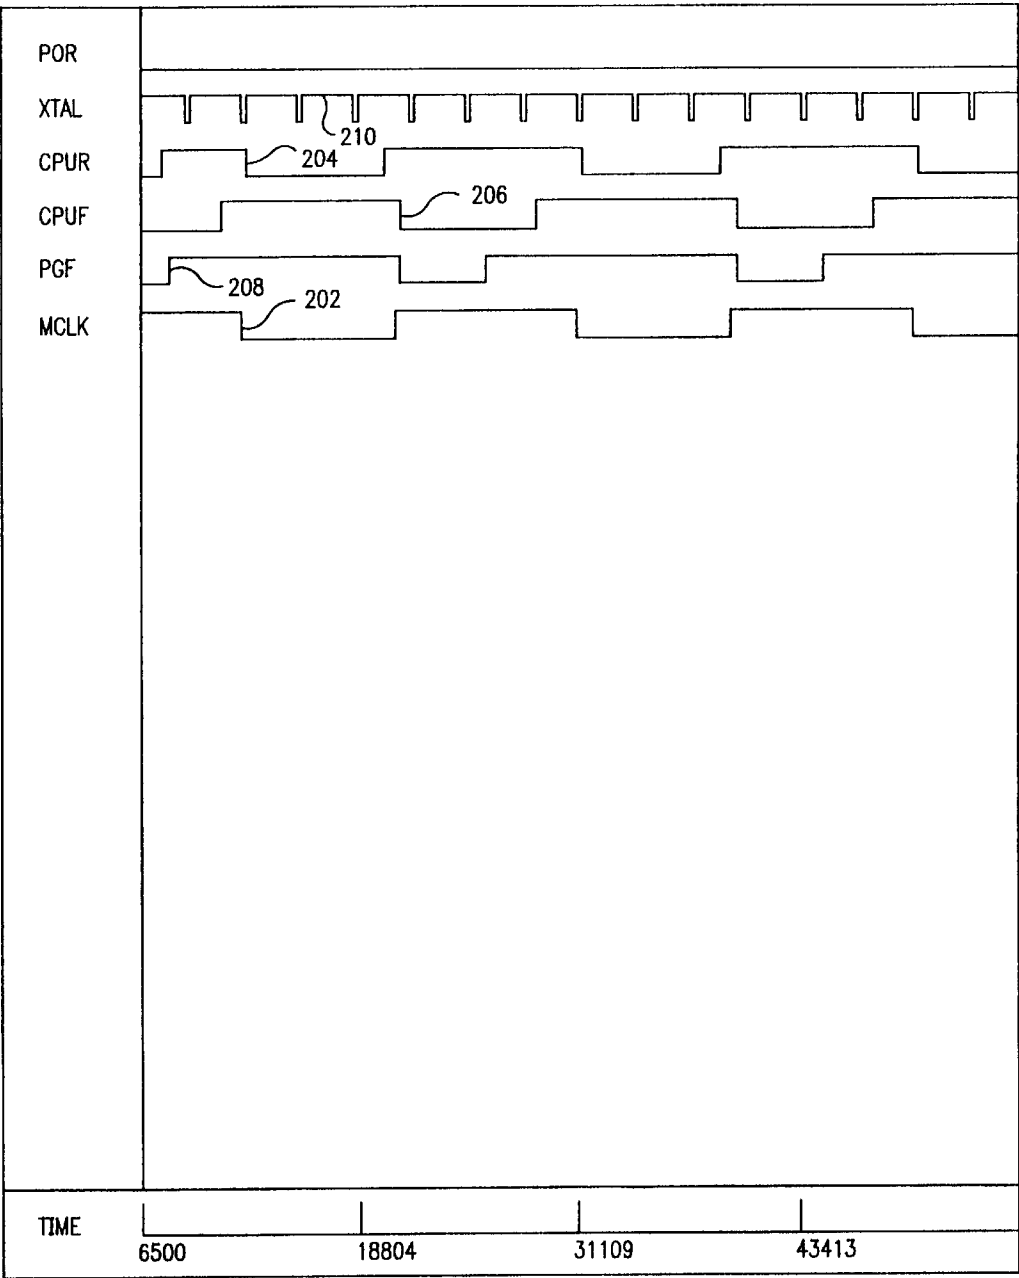 POR
XTAL
210
CPUR
204
CPUF
206
PGF
208
MCLK
202
TIME
6500 18804 31109 43413